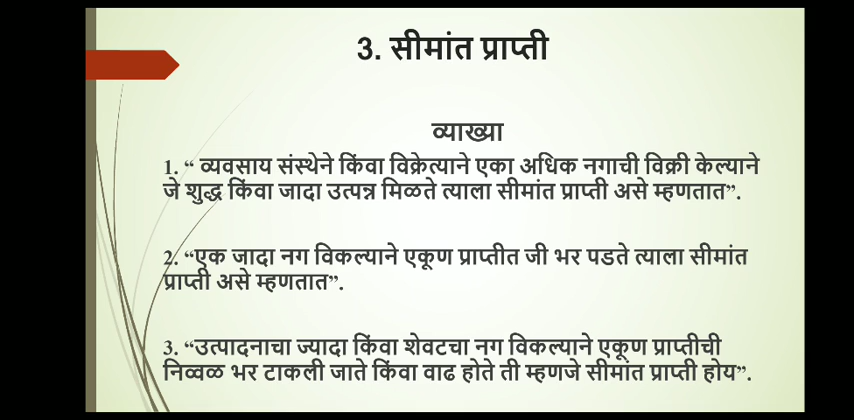 3. सीमांत प्राप्ती
व्याख्या
1. “ व्यवसाय संस्थेने किंवा विक्रेत्याने एका अधिक नगाची विक्री केल्याने
जे शुद्ध किंवा जादा उत्पन्न मिळते त्याला सीमांत प्राप्ती असे म्हणतात”.
2. “एक जादा नग विकल्याने एकूण प्राप्तीत जी भर पडते त्याला सीमांत
प्राप्ती असे म्हणतात”.
3. “उत्पादनाचा ज्यादा किंवा शेवटचा नग विकल्याने एकूण प्राप्तीची
निव्वळ भर टाकली जाते किंवा वाढ होते ती म्हणजे सीमांत प्राप्ती होय”.